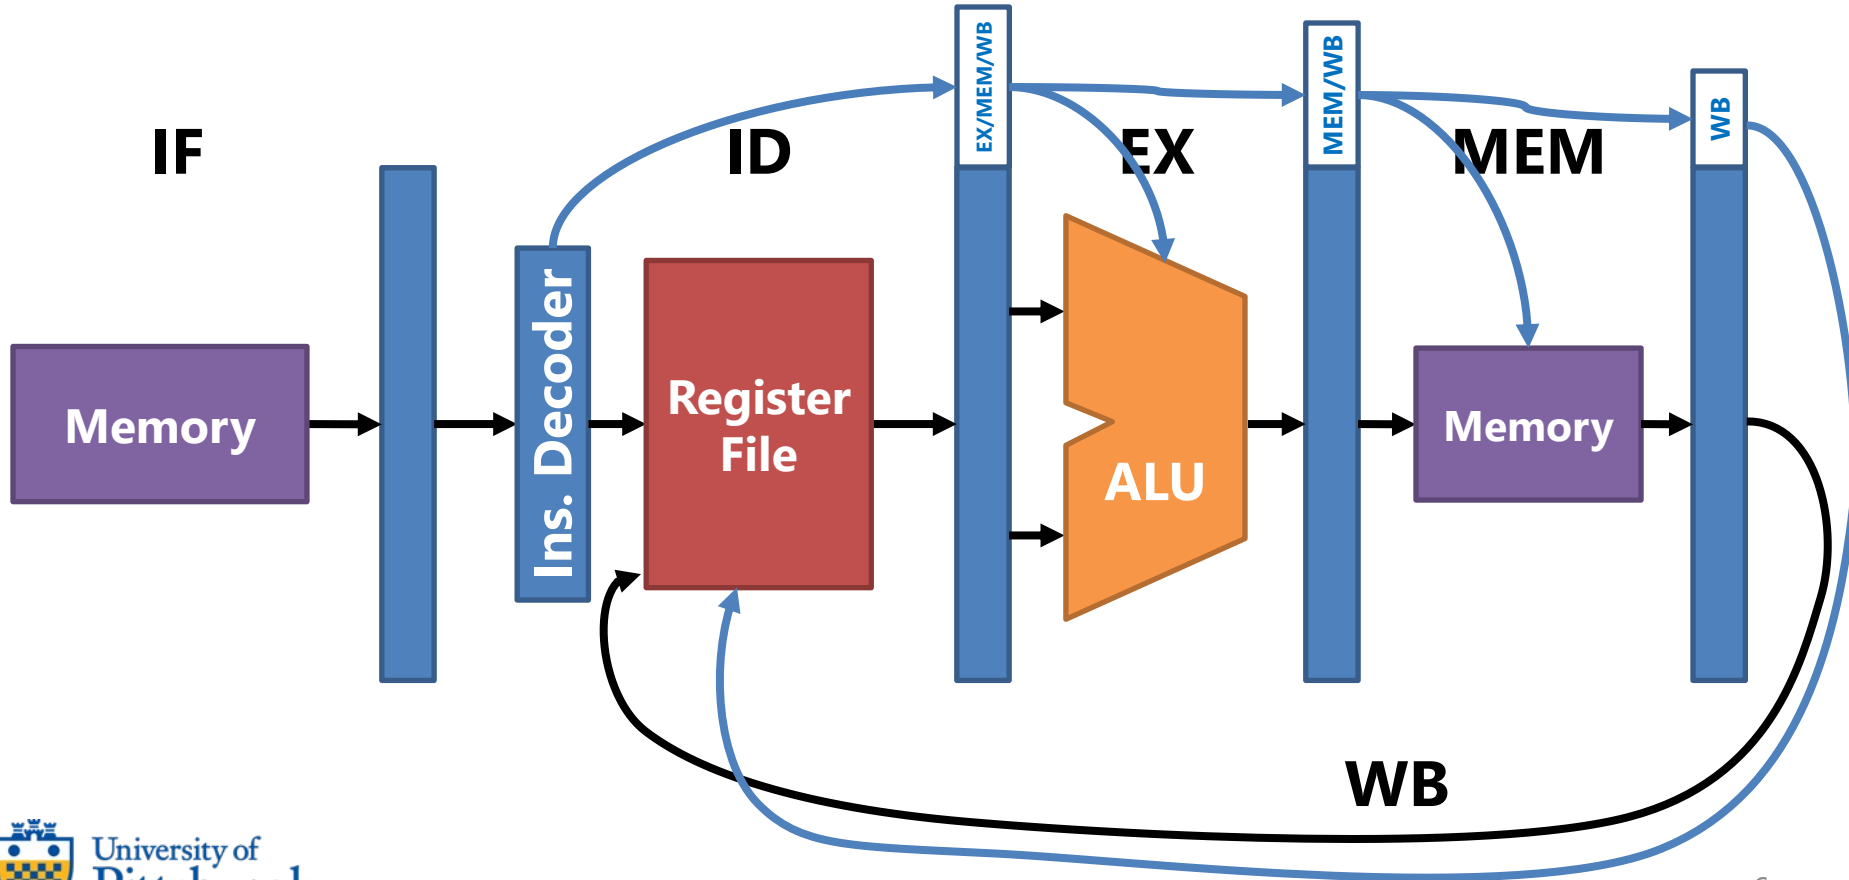 IF
ID
EX
MEM
EX/MEM/WB
MEM/WB
WB
Memory
Ins. Decoder
Register
File
ALU
Memory
WB
University of